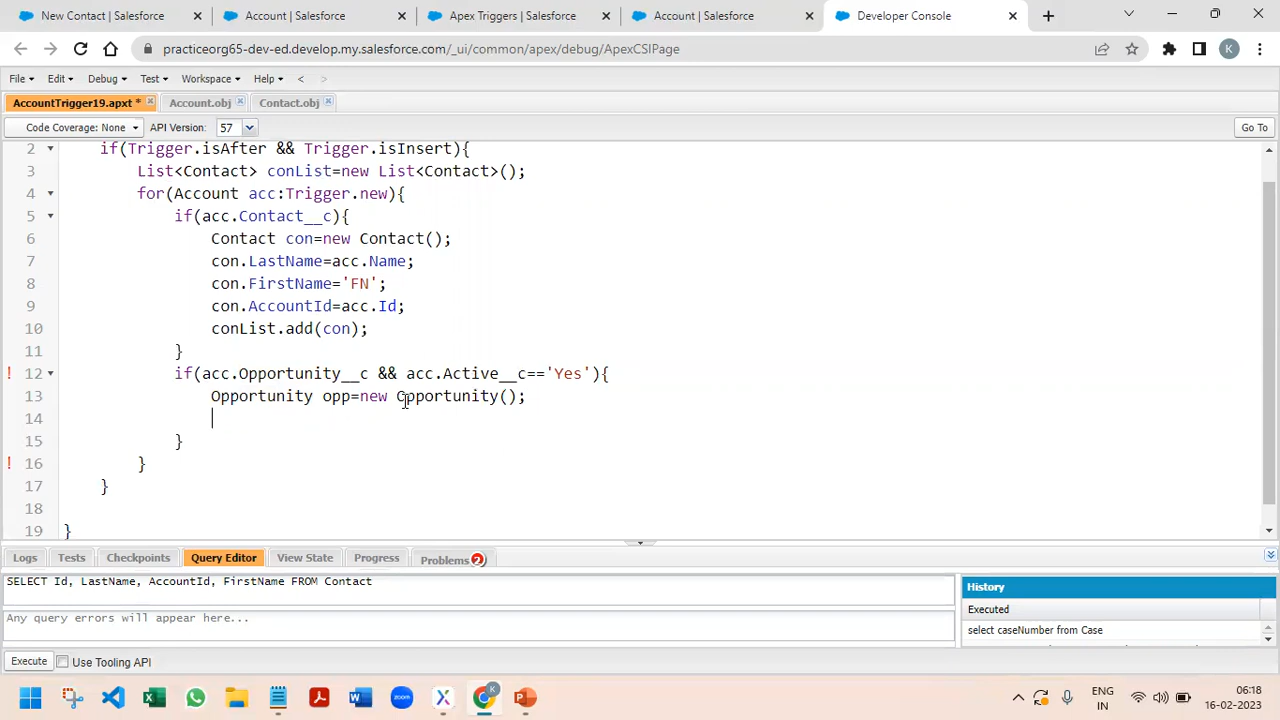 New Contact | Salesforce
Account | Salesforce
Apex Triggers | Salesforce
Account | Salesforce
Developer Console
practiceorg65-dev-ed.develop.my.salesforce.com/_ui/common/apex/debug/ApexCSIPage
K
File Edit Debug Test Workspace Help < >
AccountTrigger19.apxt * Account.obj Contact.obj
Code Coverage: None API Version: 57 Go To
2 if(Trigger.isAfter && Trigger.isInsert){
3 List<Contact> conList=new List<Contact>();
4 for(Account acc:Trigger.new){
5 if(acc.Contact__c){
6 Contact con=new Contact();
7 con.LastName=acc.Name;
8 con.FirstName='FN';
9 con.AccountId=acc.Id;
10 conList.add(con);
11 }
! 12 if(acc.Opportunity__c && acc.Active__c=='Yes'){
13 Opportunity opp=new Opportunity();
14
15 }
! 16 }
17 }
18
19 }
Logs Tests Checkpoints Query Editor View State Progress Problems 2
SELECT Id, LastName, AccountId, FirstName FROM Contact
History
Executed
Any query errors will appear here...
select caseNumber from Case
Execute Use Tooling API
zoom
K
ENG
IN
06:18
16-02-2023